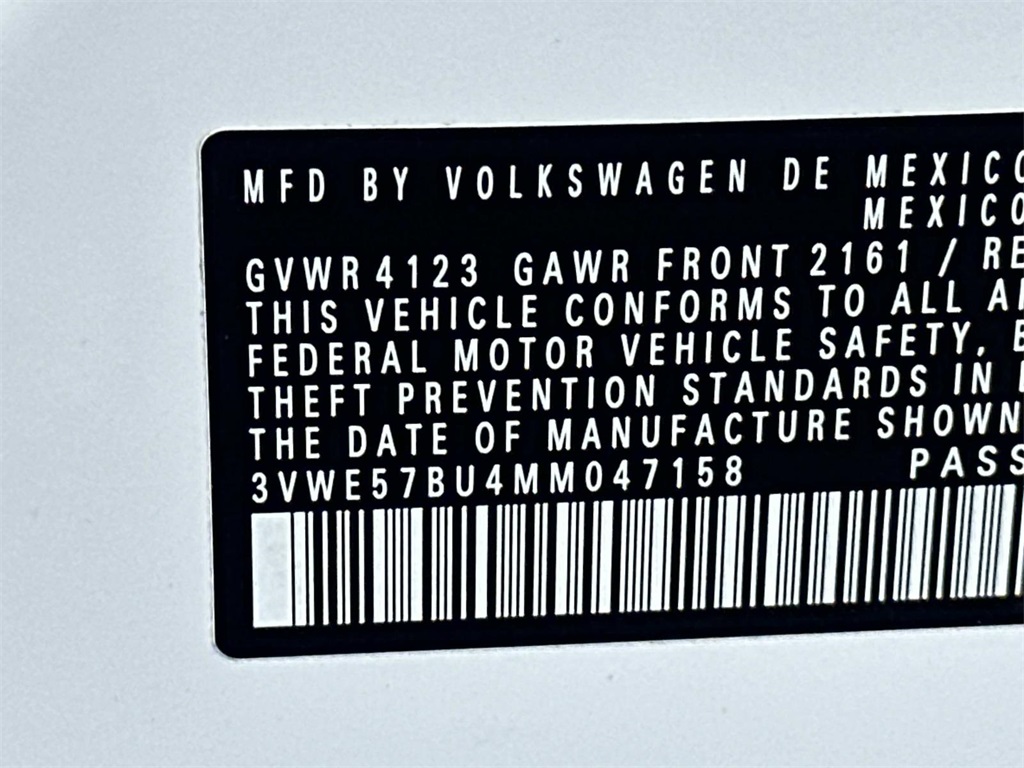 MFD BY VOLKSWAGEN DE MEXICO
MEXICO
GVWR 4123 GAWR FRONT 2161 / RE
THIS VEHICLE CONFORMS TO ALL A
FEDERAL MOTOR VEHICLE SAFETY,
THEFT PREVENTION STANDARDS IN
THE DATE OF MANUFACTURE SHOWN
3VWE57BU4MM047158 PASS